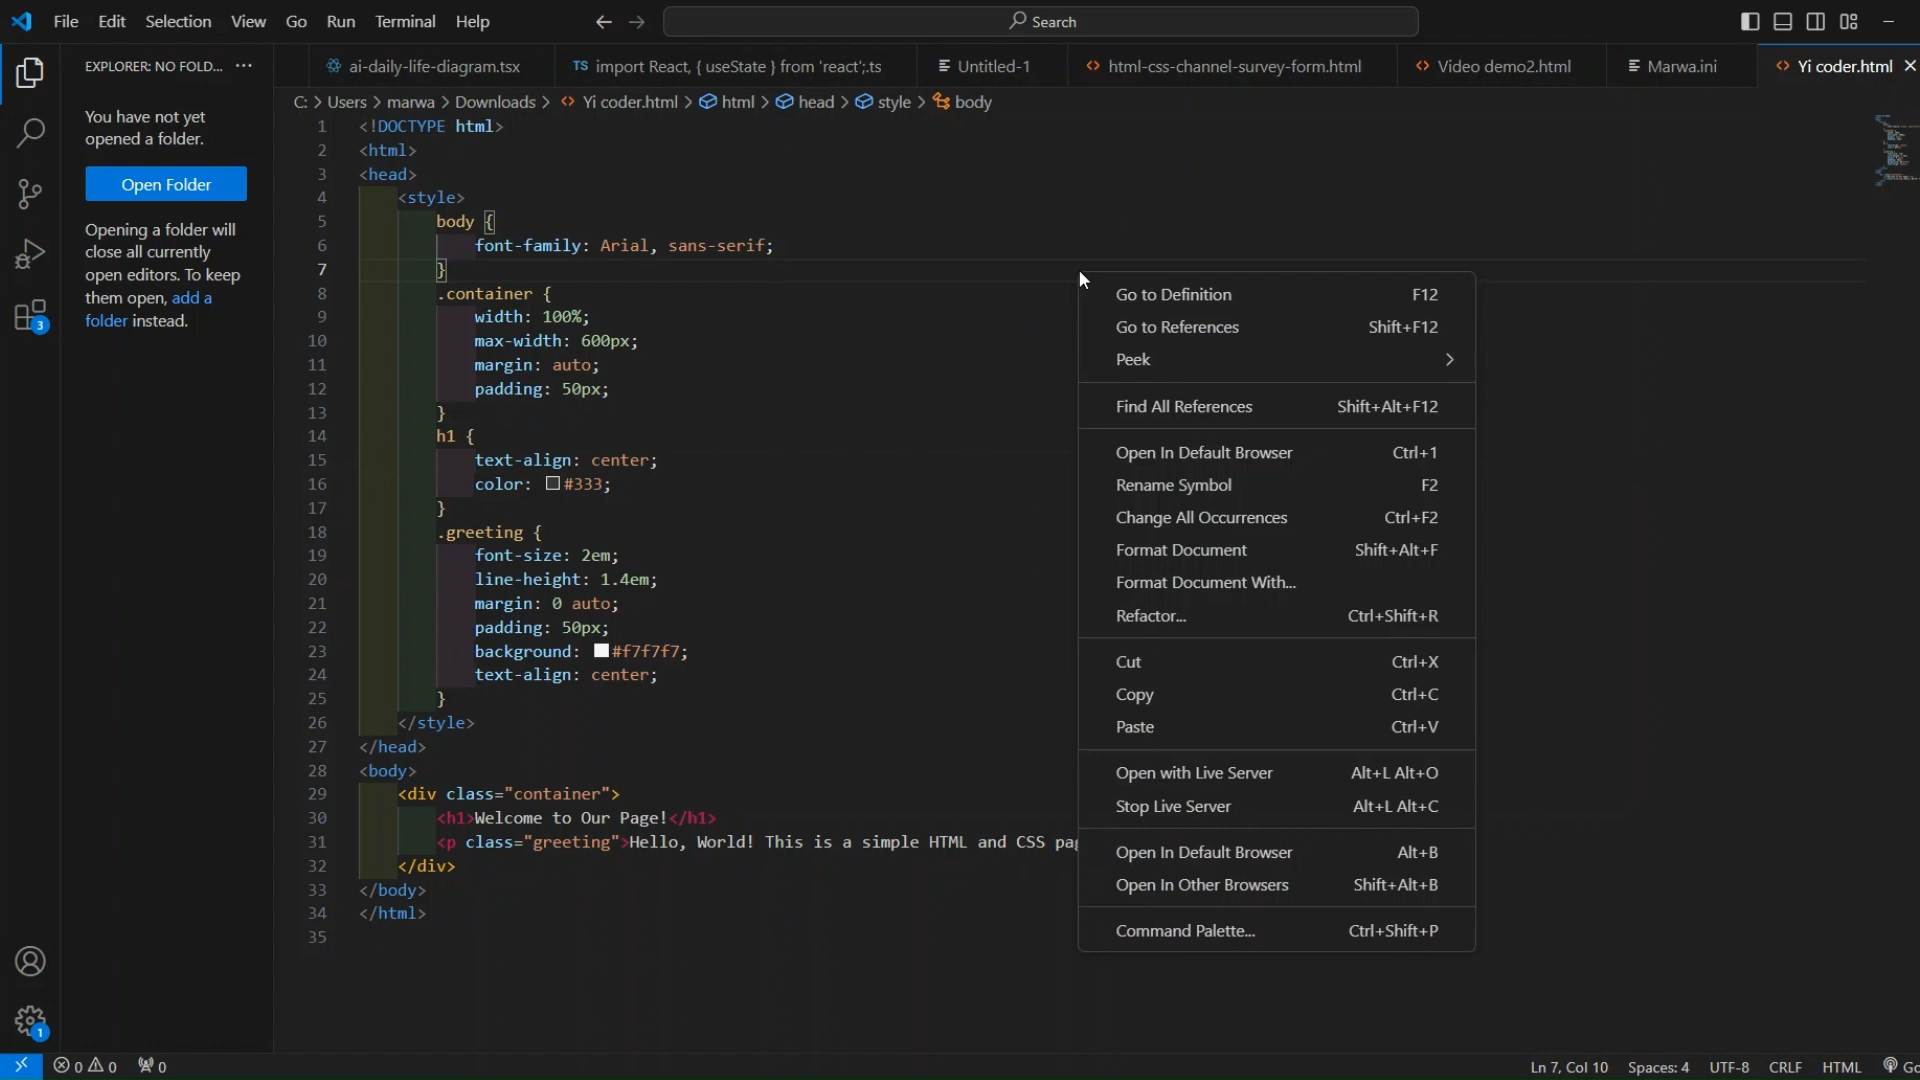 File Edit Selection View Go Run Terminal Help
Search
EXPLORER: NO FOLD...
ai-daily-life-diagram.tsx
TS import React, { useState } from 'react';.ts
Untitled-1
html-css-channel-survey-form.html
Video demo2.html
Marwa.ini
Yi coder.html
C: > Users > marwa > Downloads > Yi coder.html > html > head > style > body
You have not yet
opened a folder.
Open Folder
Opening a folder will
close all currently
open editors. To keep
them open, add a
folder instead.
3
1
1 <!DOCTYPE html>
2 <html>
3 <head>
4 <style>
5 body {
6 font-family: Arial, sans-serif;
7 }
8 .container {
9 width: 100%;
10 max-width: 600px;
11 margin: auto;
12 padding: 50px;
13 }
14 h1 {
15 text-align: center;
16 color: #333;
17 }
18 .greeting {
19 font-size: 2em;
20 line-height: 1.4em;
21 margin: 0 auto;
22 padding: 50px;
23 background: #f7f7f7;
24 text-align: center;
25 }
26 </style>
27 </head>
28 <body>
29 <div class="container">
30 <h1>Welcome to Our Page!</h1>
31 <p class="greeting">Hello, World! This is a simple HTML and CSS pag
32 </div>
33 </body>
34 </html>
35
Go to Definition F12
Go to References Shift+F12
Peek >
Find All References Shift+Alt+F12
Open In Default Browser Ctrl+1
Rename Symbol F2
Change All Occurrences Ctrl+F2
Format Document Shift+Alt+F
Format Document With...
Refactor... Ctrl+Shift+R
Cut Ctrl+X
Copy Ctrl+C
Paste Ctrl+V
Open with Live Server Alt+L Alt+O
Stop Live Server Alt+L Alt+C
Open In Default Browser Alt+B
Open In Other Browsers Shift+Alt+B
Command Palette... Ctrl+Shift+P
0 0 0
Ln 7, Col 10 Spaces: 4 UTF-8 CRLF HTML Go